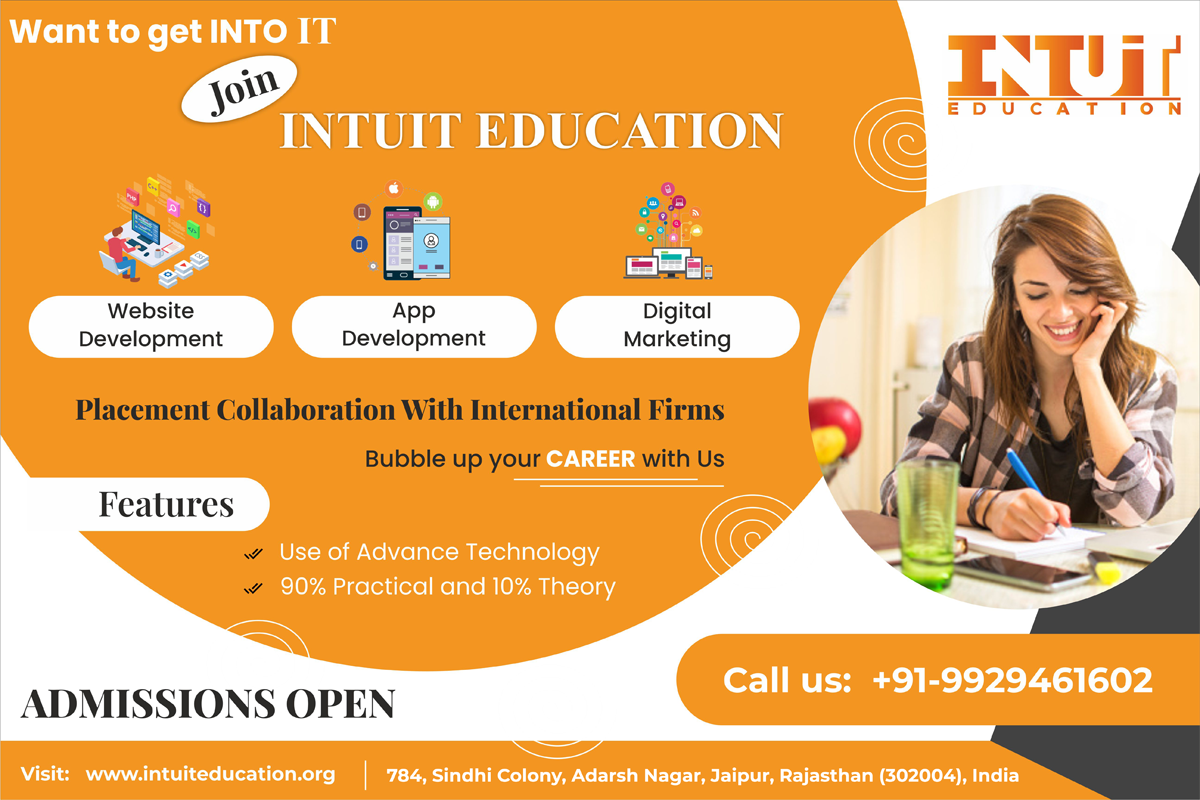 Want to get INTO IT
Join
INTUIT EDUCATION
INTUIT
EDUCATION
PHP
C++
Website
Development
App
Development
Digital
Marketing
Placement Collaboration With International Firms
Bubble up your CAREER with Us
Features
Use of Advance Technology
90% Practical and 10% Theory
Call us: +91-9929461602
ADMISSIONS OPEN
Visit: www.intuiteducation.org
784, Sindhi Colony, Adarsh Nagar, Jaipur, Rajasthan (302004), India